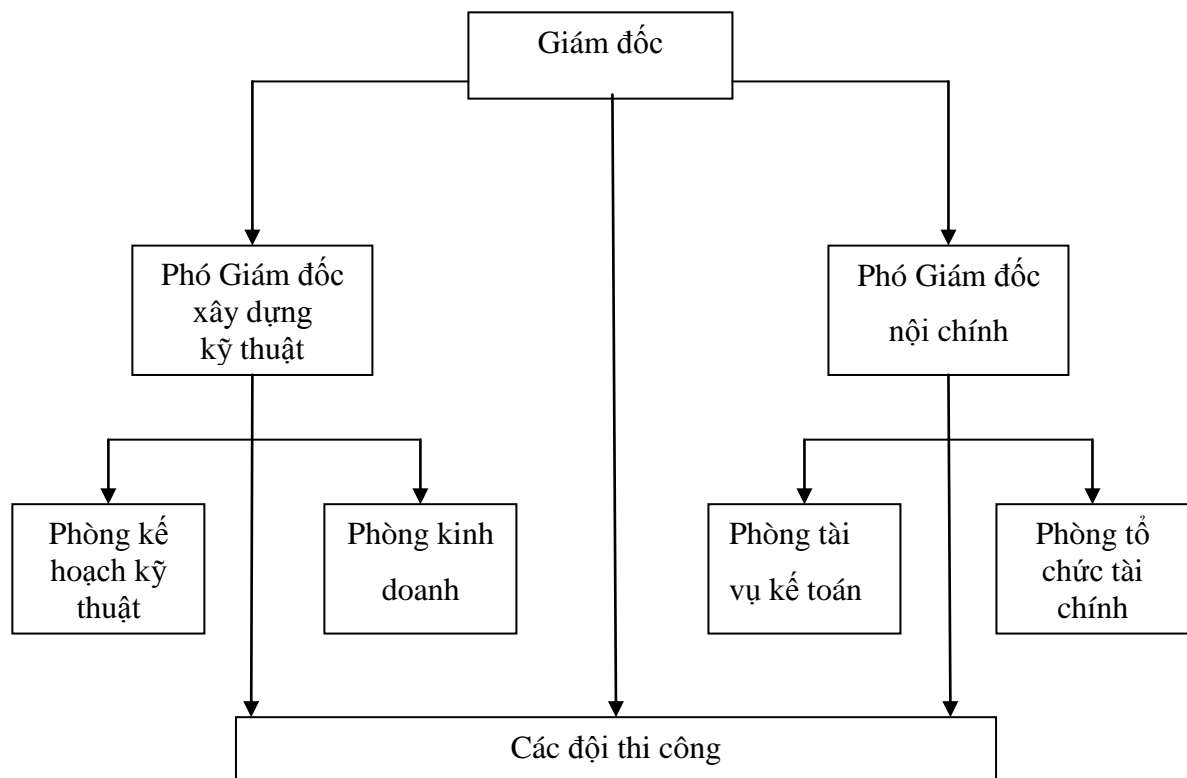 Giám đốc
Phó Giám đốc
xây dựng
kỹ thuật
Phó Giám đốc
nội chính
Phòng kế
hoạch kỹ
thuật
Phòng kinh
doanh
Phòng tài
vụ kế toán
Phòng tổ
chức tài
chính
Các đội thi công